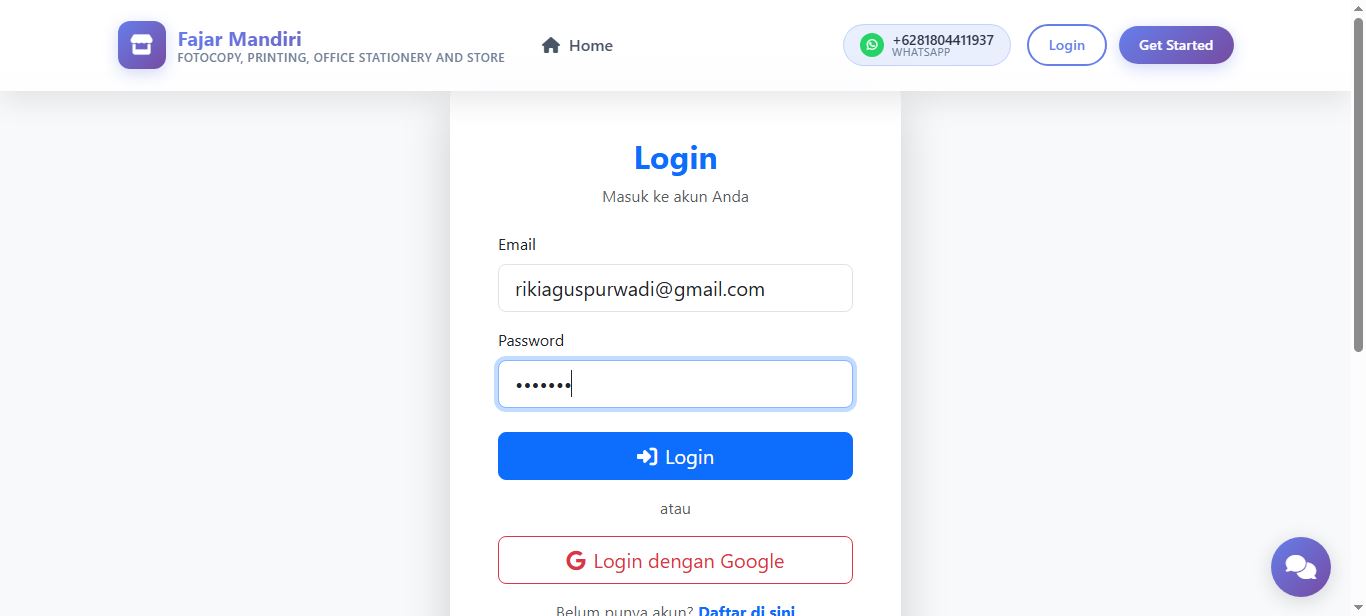 Fajar Mandiri
FOTOCOPY, PRINTING, OFFICE STATIONERY AND STORE
Home
+6281804411937
WHATSAPP
Login
Get Started
Login
Masuk ke akun Anda
Email
rikiaguspurwadi@gmail.com
Password
•••••••
Login
atau
Login dengan Google
Belum punya akun? Daftar di sini